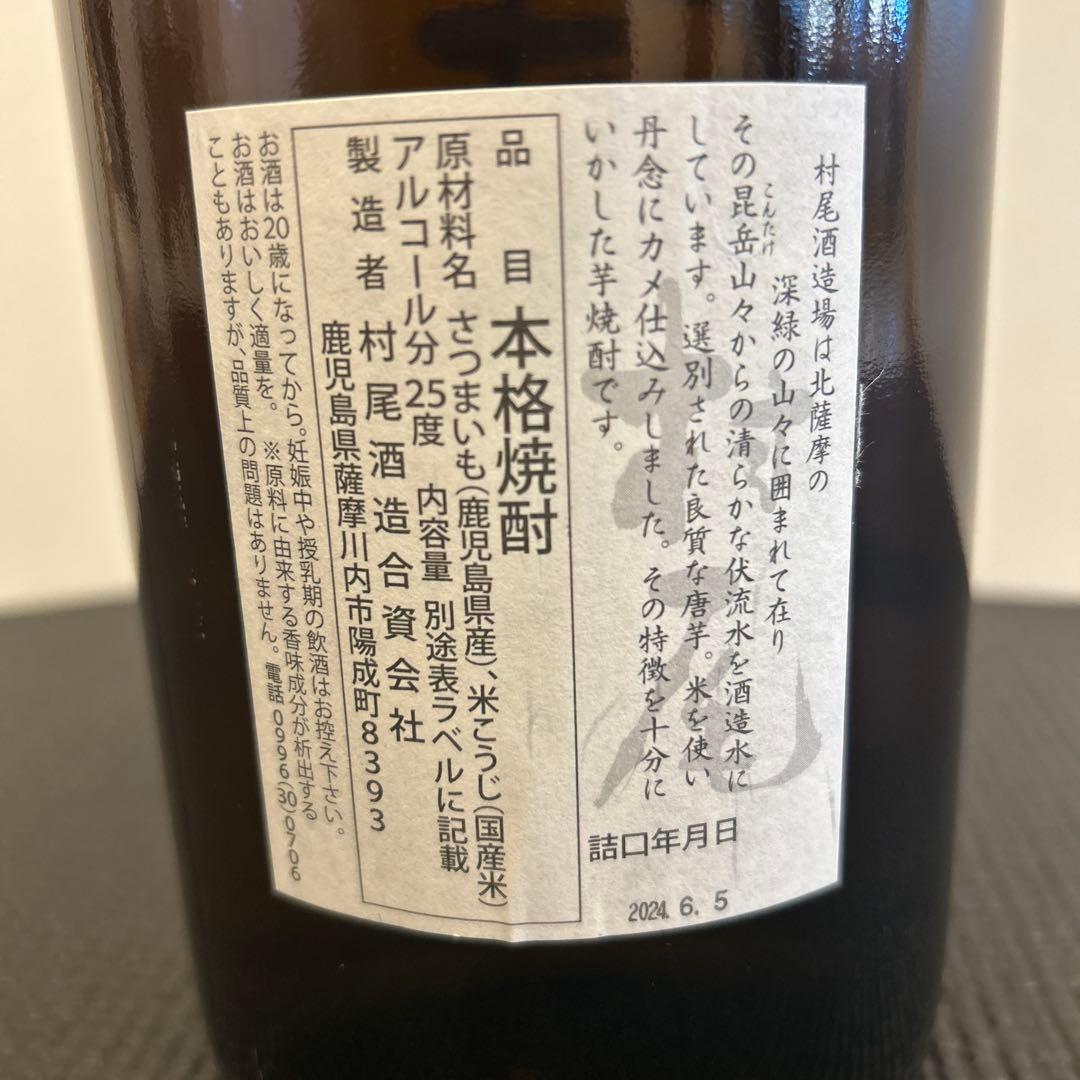 村尾酒造場は北薩摩の
深緑の山々に囲まれて在り
その昆岳山々からの清らかな伏流水を酒造水に
こんたけ
しています。選別された良質な唐芋。米を使い
丹念にカメ仕込みしました。その特徴を十分に
いかした芋焼酎です。
村尾
詰口年月日
2024. 6. 5
品目 本格焼酎
原材料名 さつまいも(鹿児島県産)、米こうじ(国産米)
アルコール分25度 内容量 別途表ラベルに記載
製造者 村尾酒造合資会社
鹿児島県薩摩川内市陽成町8393
お酒は20歳になってから。妊娠中や授乳期の飲酒はお控え下さい。
お酒はおいしく適量を。 ※原料に由来する香味成分が析出する
こともありますが、品質上の問題はありません。電話0996(30)0706